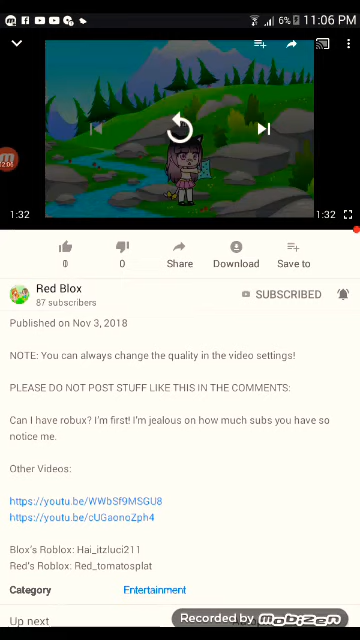 6% 11:06 PM
02:06
1:32 1:32
0 0 Share Download Save to
Red Blox
87 subscribers
SUBSCRIBED
Published on Nov 3, 2018
NOTE: You can always change the quality in the video settings!
PLEASE DO NOT POST STUFF LIKE THIS IN THE COMMENTS:
Can I have robux? I'm first! I'm jealous on how much subs you have so
notice me.
Other Videos:
https://youtu.be/WWbSf9MSGU8
https://youtu.be/cUGaonoZph4
Blox's Roblox: Hai_itzluci211
Red's Roblox: Red_tomatosplat
Category Entertainment
Up next
Recorded by mobizen